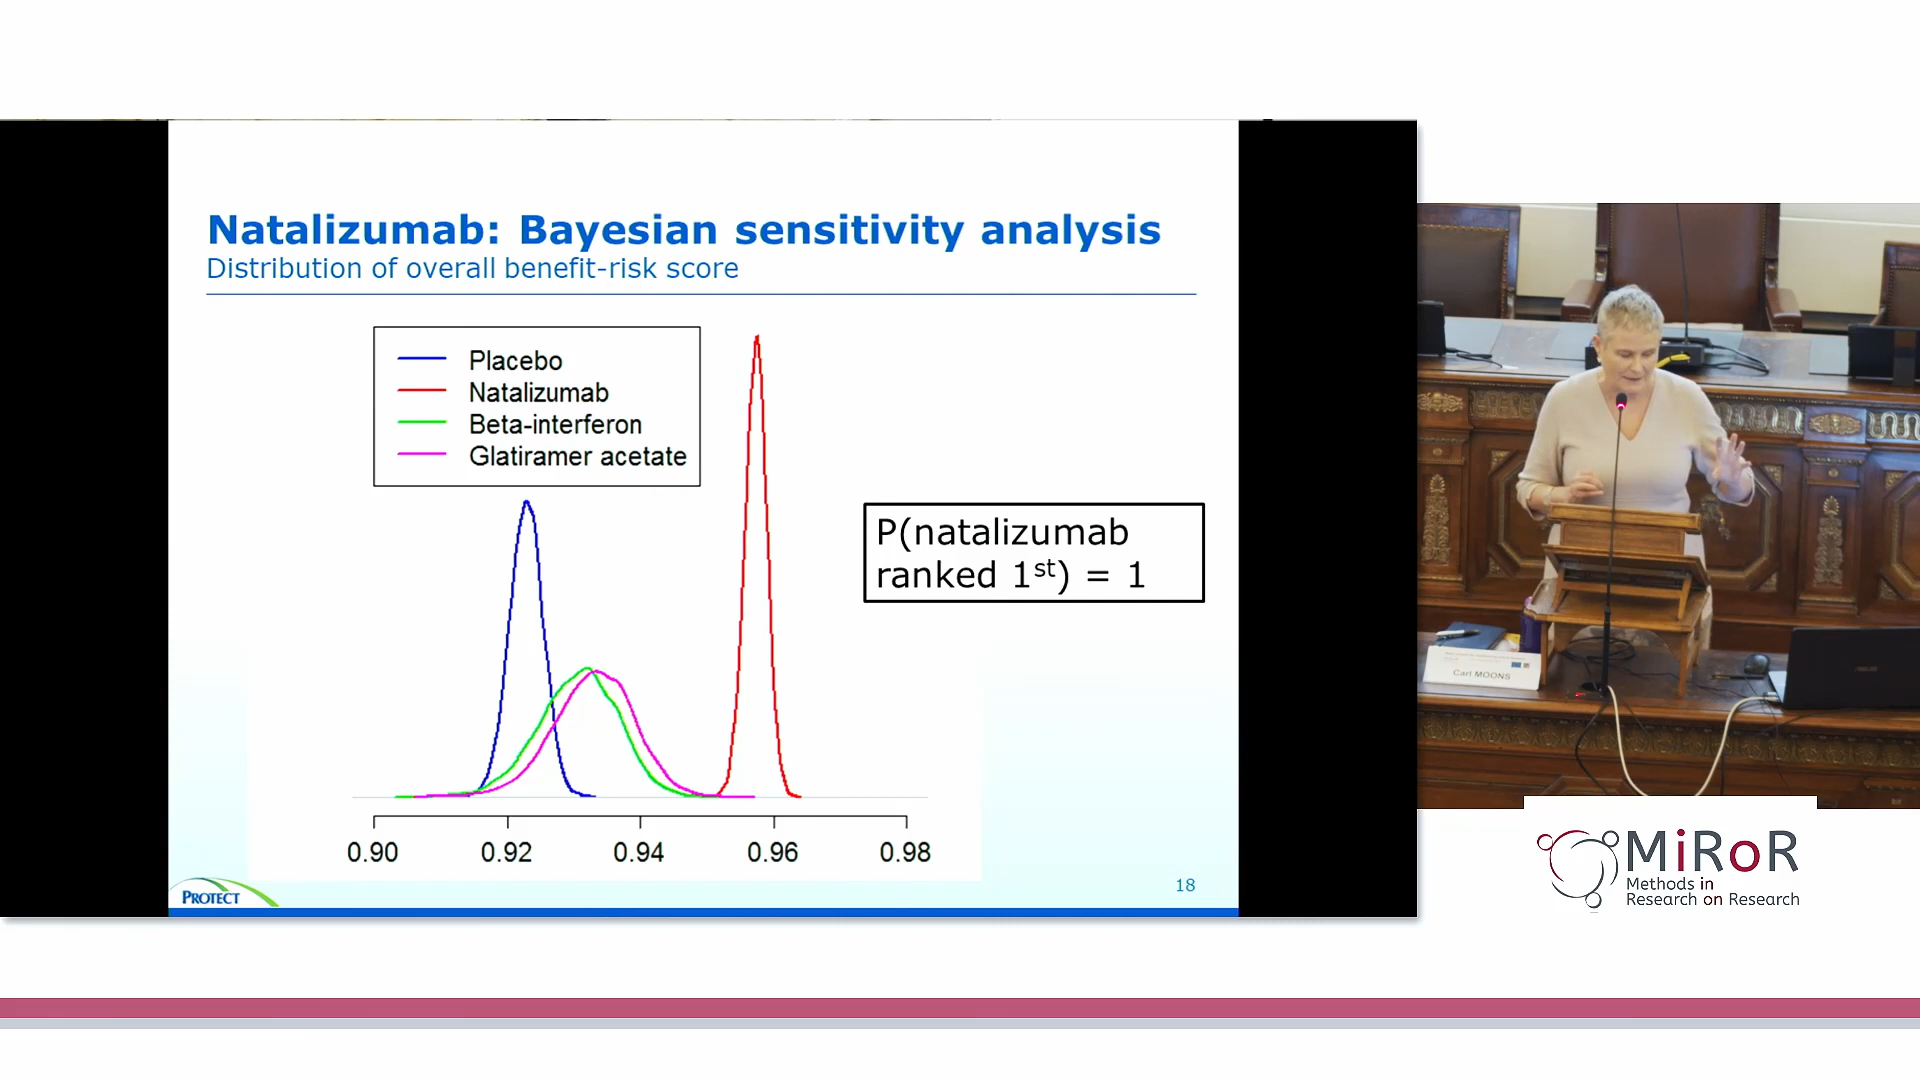 Natalizumab: Bayesian sensitivity analysis
Distribution of overall benefit-risk score
Placebo
Natalizumab
Beta-interferon
Glatiramer acetate
P(natalizumab
ranked 1st) = 1
0.90 0.92 0.94 0.96 0.98
PROTECT
18
Carl MOONS
MiRoR
Methods in
Research on Research